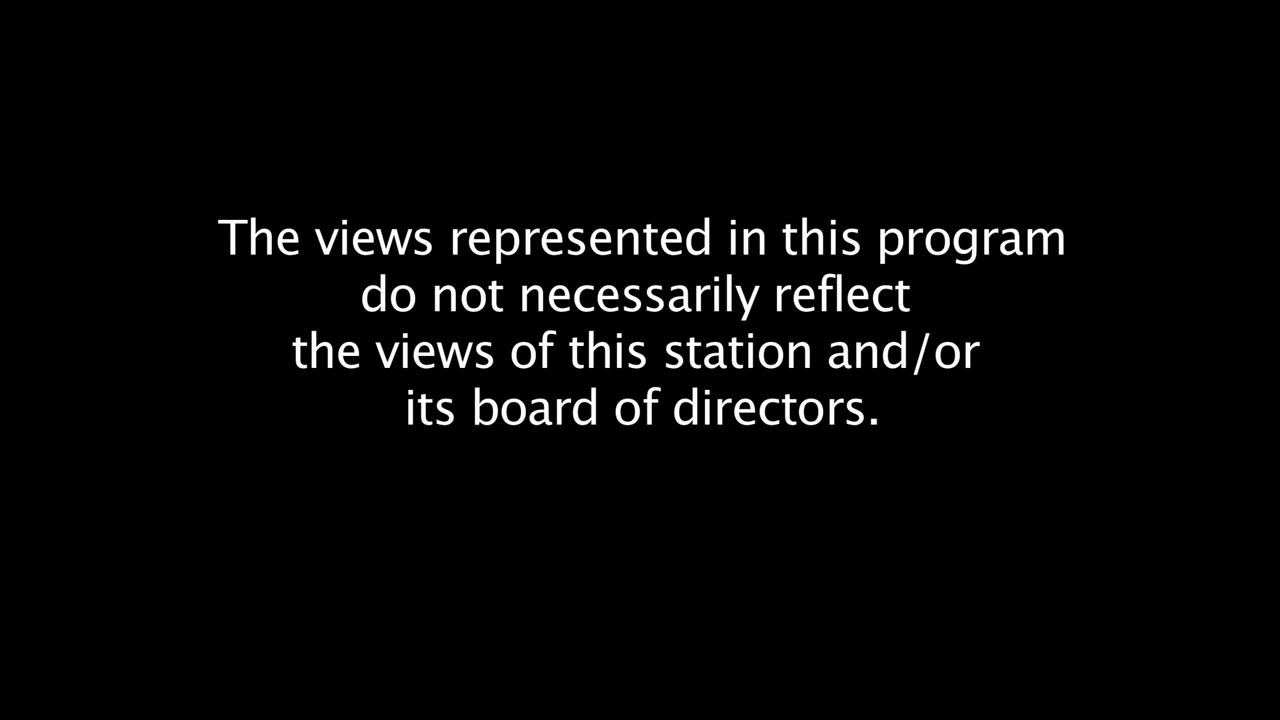 The views represented in this program
do not necessarily reflect
the views of this station and/or
its board of directors.